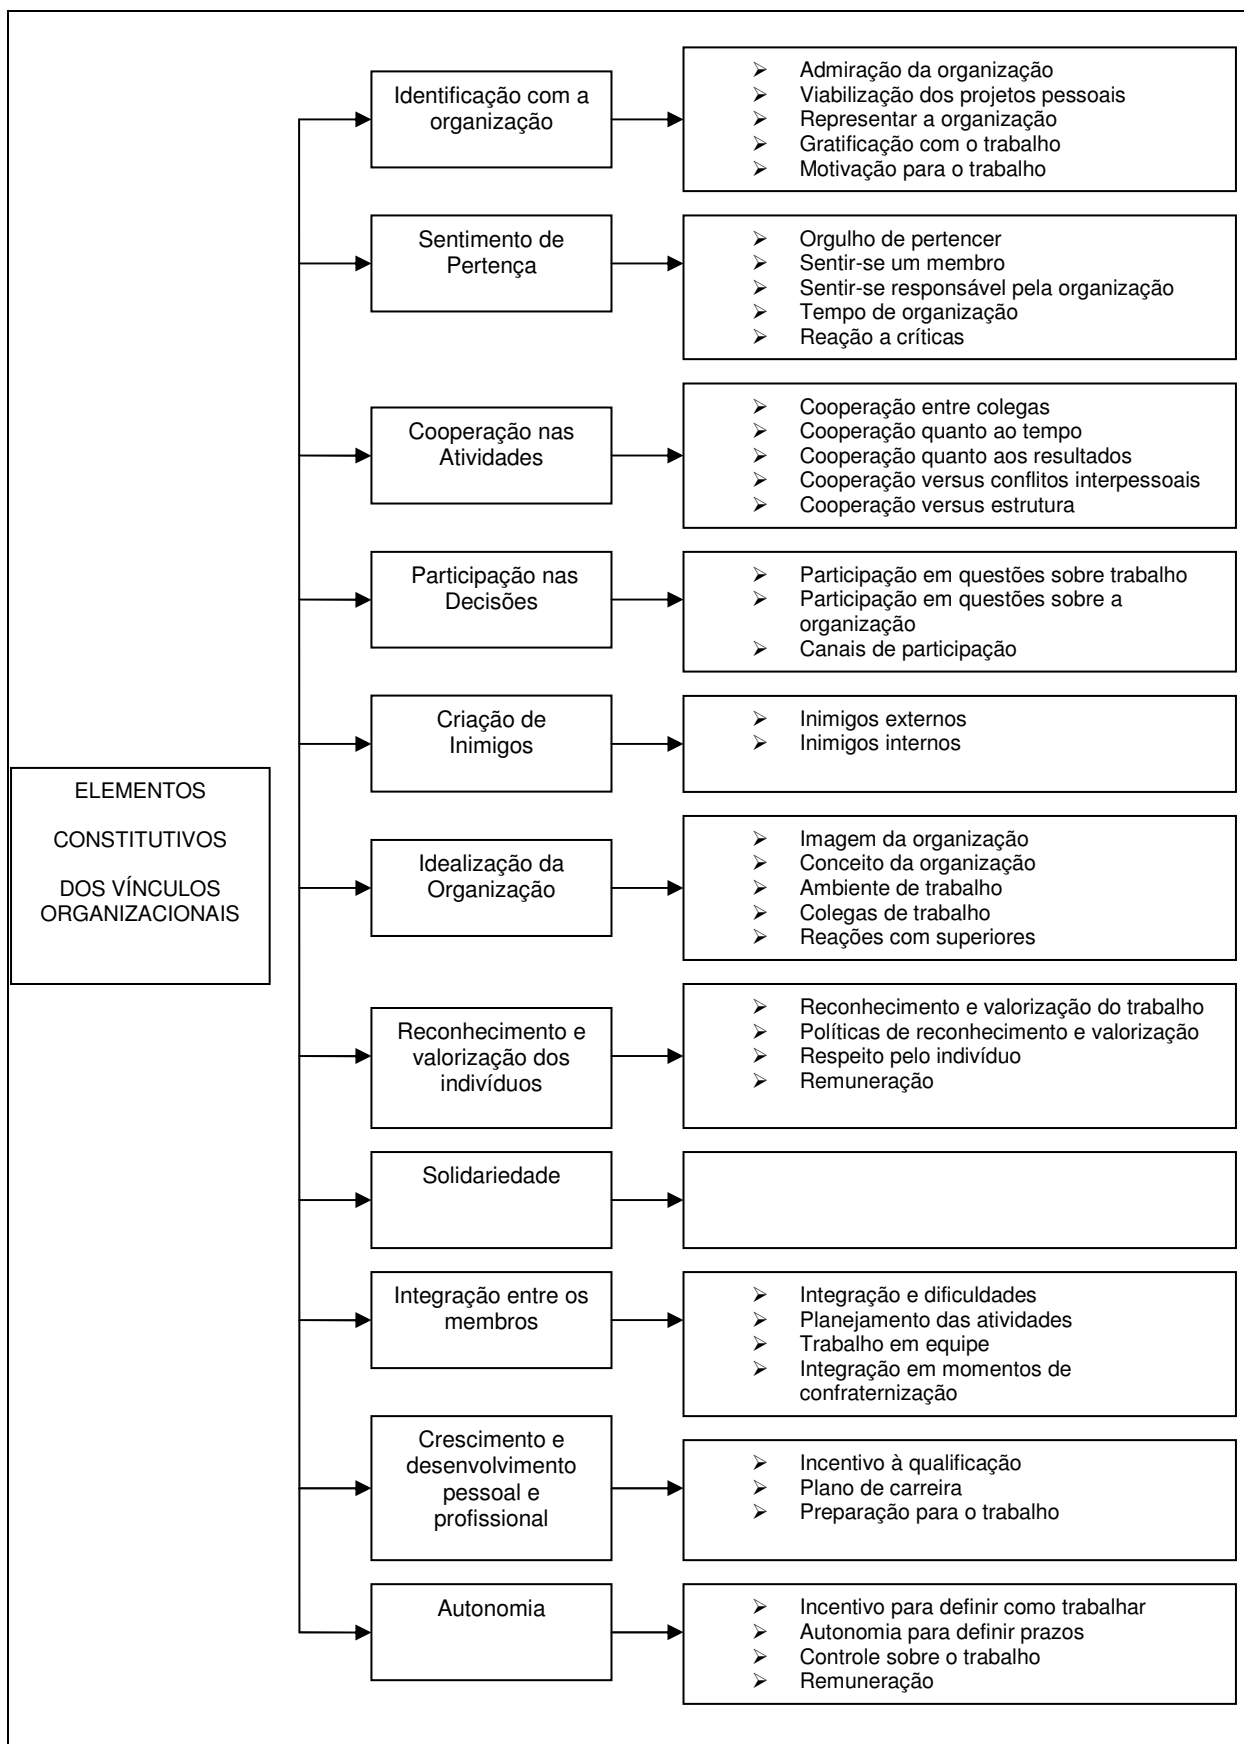 ELEMENTOS
CONSTITUTIVOS
DOS VÍNCULOS
ORGANIZACIONAIS
Identificação com a
organização
➢ Admiração da organização
➢ Viabilização dos projetos pessoais
➢ Representar a organização
➢ Gratificação com o trabalho
➢ Motivação para o trabalho
Sentimento de
Pertença
➢ Orgulho de pertencer
➢ Sentir-se um membro
➢ Sentir-se responsável pela organização
➢ Tempo de organização
➢ Reação a críticas
Cooperação nas
Atividades
➢ Cooperação entre colegas
➢ Cooperação quanto ao tempo
➢ Cooperação quanto aos resultados
➢ Cooperação versus conflitos interpessoais
➢ Cooperação versus estrutura
Participação nas
Decisões
➢ Participação em questões sobre trabalho
➢ Participação em questões sobre a
organização
➢ Canais de participação
Criação de
Inimigos
➢ Inimigos externos
➢ Inimigos internos
Idealização da
Organização
➢ Imagem da organização
➢ Conceito da organização
➢ Ambiente de trabalho
➢ Colegas de trabalho
➢ Reações com superiores
Reconhecimento e
valorização dos
indivíduos
➢ Reconhecimento e valorização do trabalho
➢ Políticas de reconhecimento e valorização
➢ Respeito pelo indivíduo
➢ Remuneração
Solidariedade
Integração entre os
membros
➢ Integração e dificuldades
➢ Planejamento das atividades
➢ Trabalho em equipe
➢ Integração em momentos de
confraternização
Crescimento e
desenvolvimento
pessoal e
profissional
➢ Incentivo à qualificação
➢ Plano de carreira
➢ Preparação para o trabalho
Autonomia
➢ Incentivo para definir como trabalhar
➢ Autonomia para definir prazos
➢ Controle sobre o trabalho
➢ Remuneração